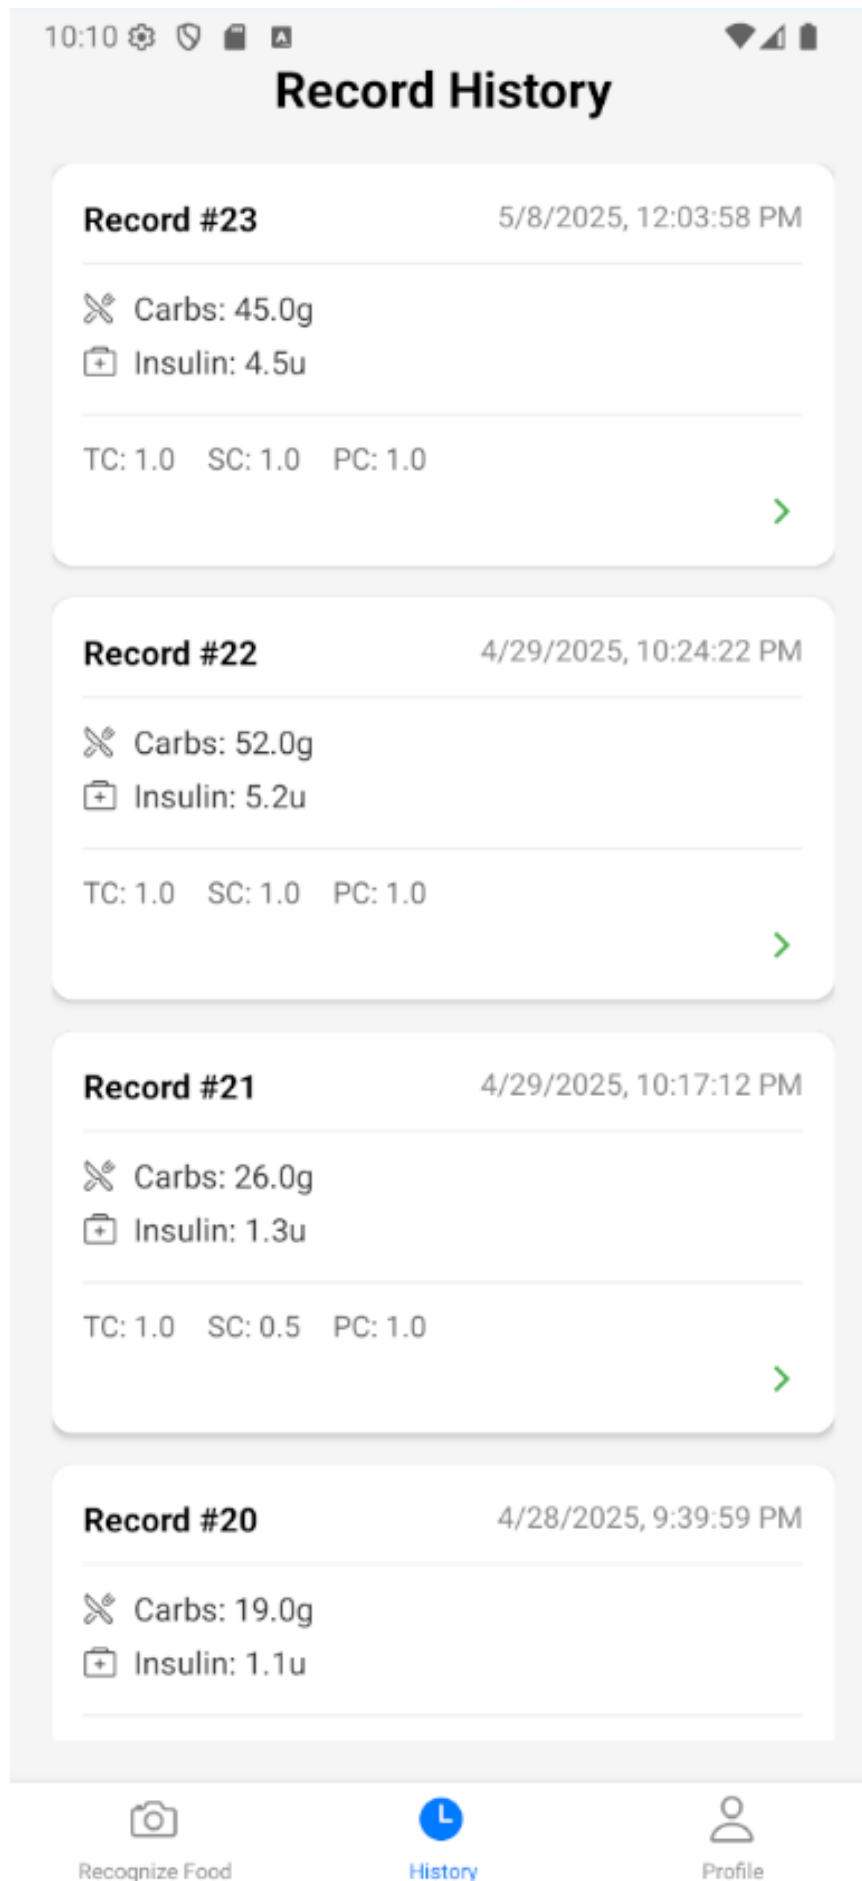 10:10
Record History
Record #23 5/8/2025, 12:03:58 PM
Carbs: 45.0g
Insulin: 4.5u
TC: 1.0 SC: 1.0 PC: 1.0
Record #22 4/29/2025, 10:24:22 PM
Carbs: 52.0g
Insulin: 5.2u
TC: 1.0 SC: 1.0 PC: 1.0
Record #21 4/29/2025, 10:17:12 PM
Carbs: 26.0g
Insulin: 1.3u
TC: 1.0 SC: 0.5 PC: 1.0
Record #20 4/28/2025, 9:39:59 PM
Carbs: 19.0g
Insulin: 1.1u
Recognize Food History Profile